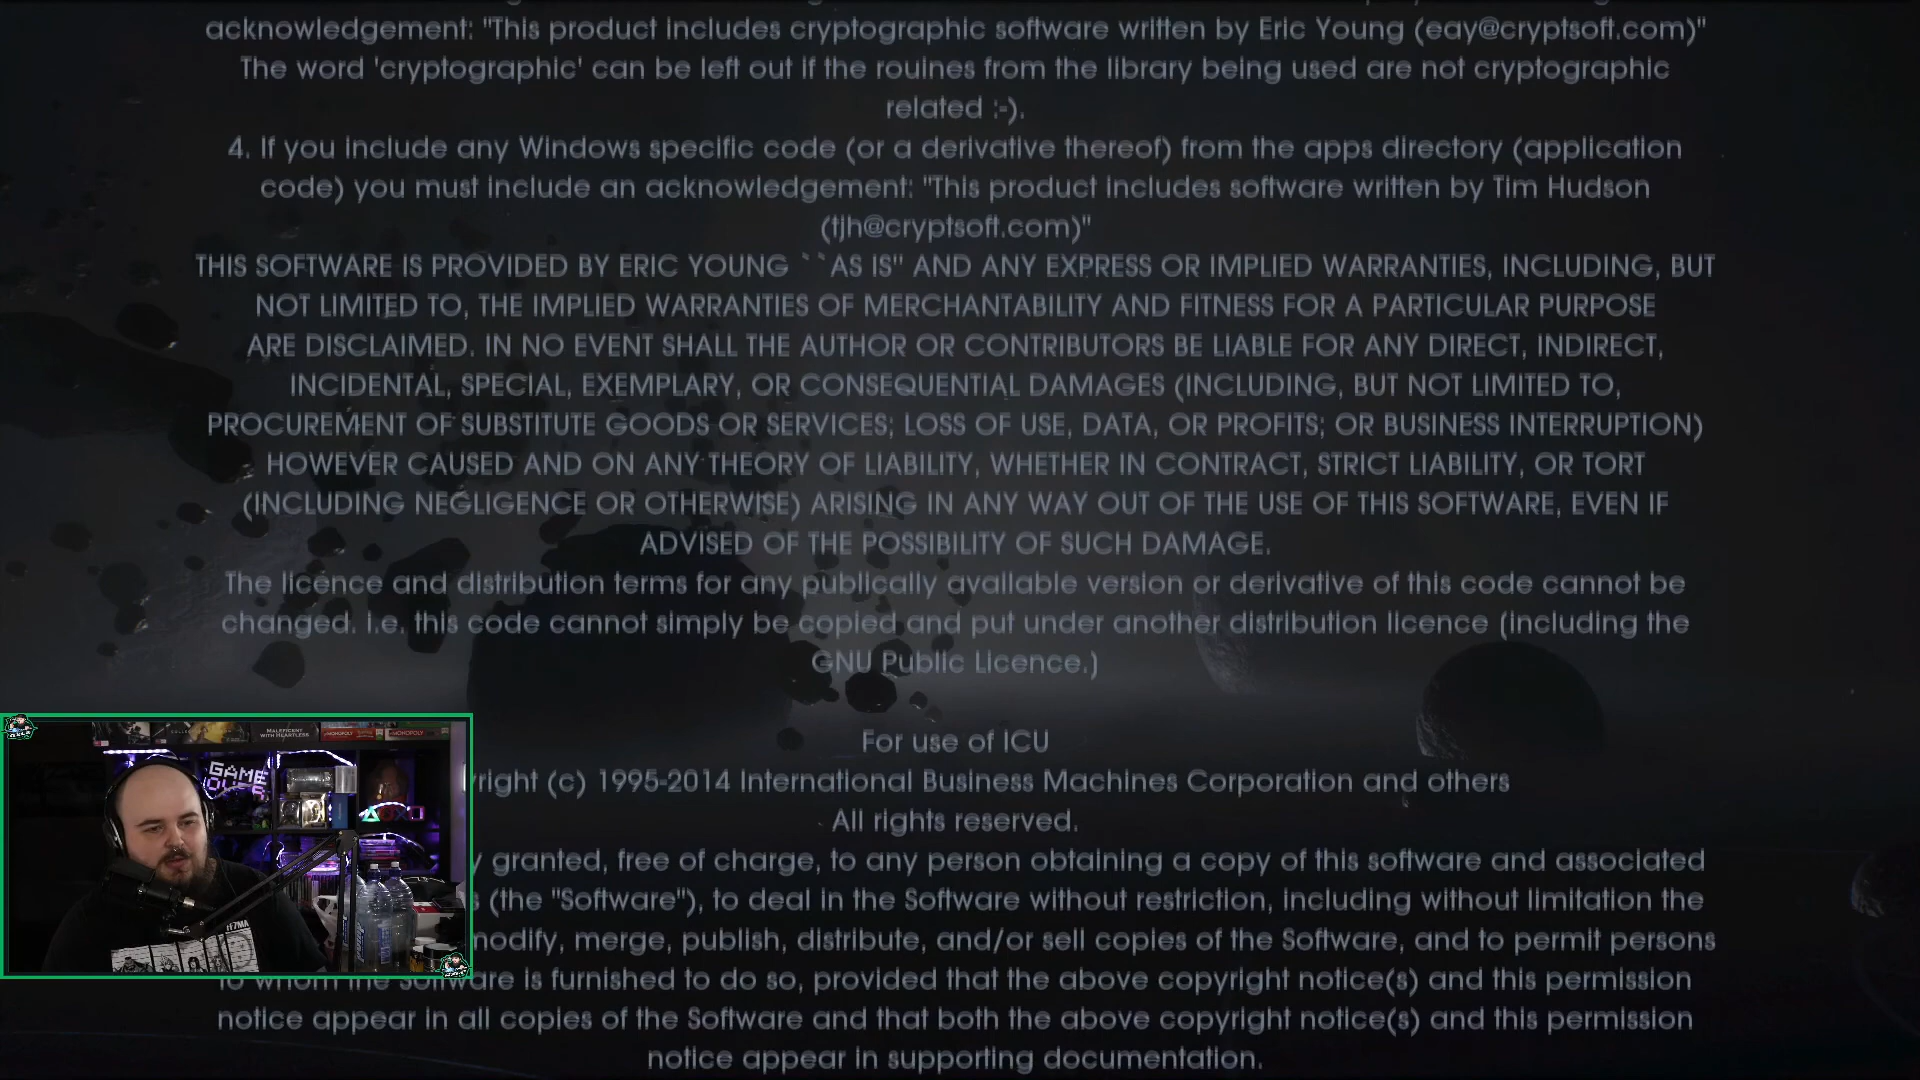 acknowledgement: "This product includes cryptographic software written by Eric Young (eay@cryptsoft.com)"
The word 'cryptographic' can be left out if the rouines from the library being used are not cryptographic
related :-).
4. If you include any Windows specific code (or a derivative thereof) from the apps directory (application
code) you must include an acknowledgement: "This product includes software written by Tim Hudson
(tjh@cryptsoft.com)"
THIS SOFTWARE IS PROVIDED BY ERIC YOUNG ``AS IS'' AND ANY EXPRESS OR IMPLIED WARRANTIES, INCLUDING, BUT
NOT LIMITED TO, THE IMPLIED WARRANTIES OF MERCHANTABILITY AND FITNESS FOR A PARTICULAR PURPOSE
ARE DISCLAIMED. IN NO EVENT SHALL THE AUTHOR OR CONTRIBUTORS BE LIABLE FOR ANY DIRECT, INDIRECT,
INCIDENTAL, SPECIAL, EXEMPLARY, OR CONSEQUENTIAL DAMAGES (INCLUDING, BUT NOT LIMITED TO,
PROCUREMENT OF SUBSTITUTE GOODS OR SERVICES; LOSS OF USE, DATA, OR PROFITS; OR BUSINESS INTERRUPTION)
HOWEVER CAUSED AND ON ANY THEORY OF LIABILITY, WHETHER IN CONTRACT, STRICT LIABILITY, OR TORT
(INCLUDING NEGLIGENCE OR OTHERWISE) ARISING IN ANY WAY OUT OF THE USE OF THIS SOFTWARE, EVEN IF
ADVISED OF THE POSSIBILITY OF SUCH DAMAGE.
The licence and distribution terms for any publically available version or derivative of this code cannot be
changed. I.e. this code cannot simply be copied and put under another distribution licence (including the
GNU Public Licence.)
For use of ICU
right (c) 1995-2014 International Business Machines Corporation and others
All rights reserved.
y granted, free of charge, to any person obtaining a copy of this software and associated
s (the "Software"), to deal in the Software without restriction, including without limitation the
modify, merge, publish, distribute, and/or sell copies of the Software, and to permit persons
to whom the Software is furnished to do so, provided that the above copyright notice(s) and this permission
notice appear in all copies of the Software and that both the above copyright notice(s) and this permission
notice appear in supporting documentation.
MALEFICENT
WITH HEARTLESS
MONOPOLY
MONOPOLY
GAME
OVER